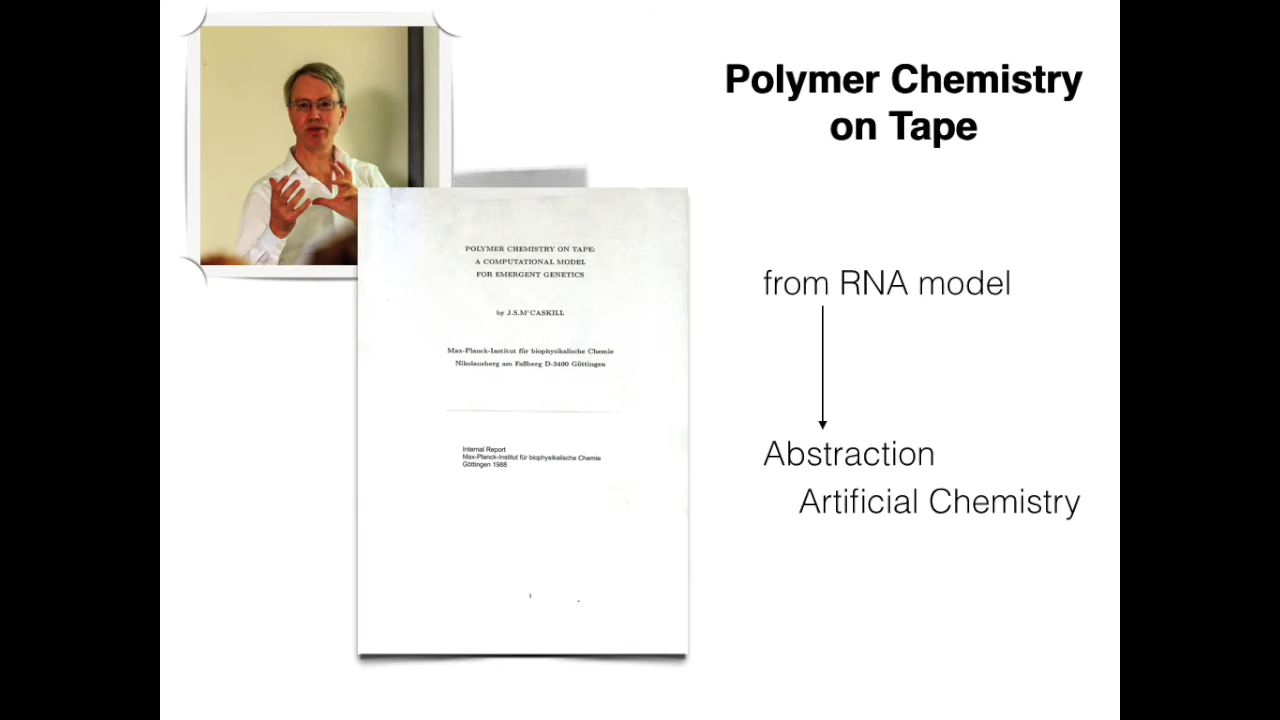 Polymer Chemistry
on Tape
POLYMER CHEMISTRY ON TAPE:
A COMPUTATIONAL MODEL
FOR EMERGENT GENETICS
by J.S.McCASKILL
Max-Planck-Institut für biophysikalische Chemie
Nikolausberg am Faßberg D-3400 Göttingen
Internal Report
Max-Planck-Institut für biophysikalische Chemie
Göttingen 1988
1
from RNA model
Abstraction
Artificial Chemistry